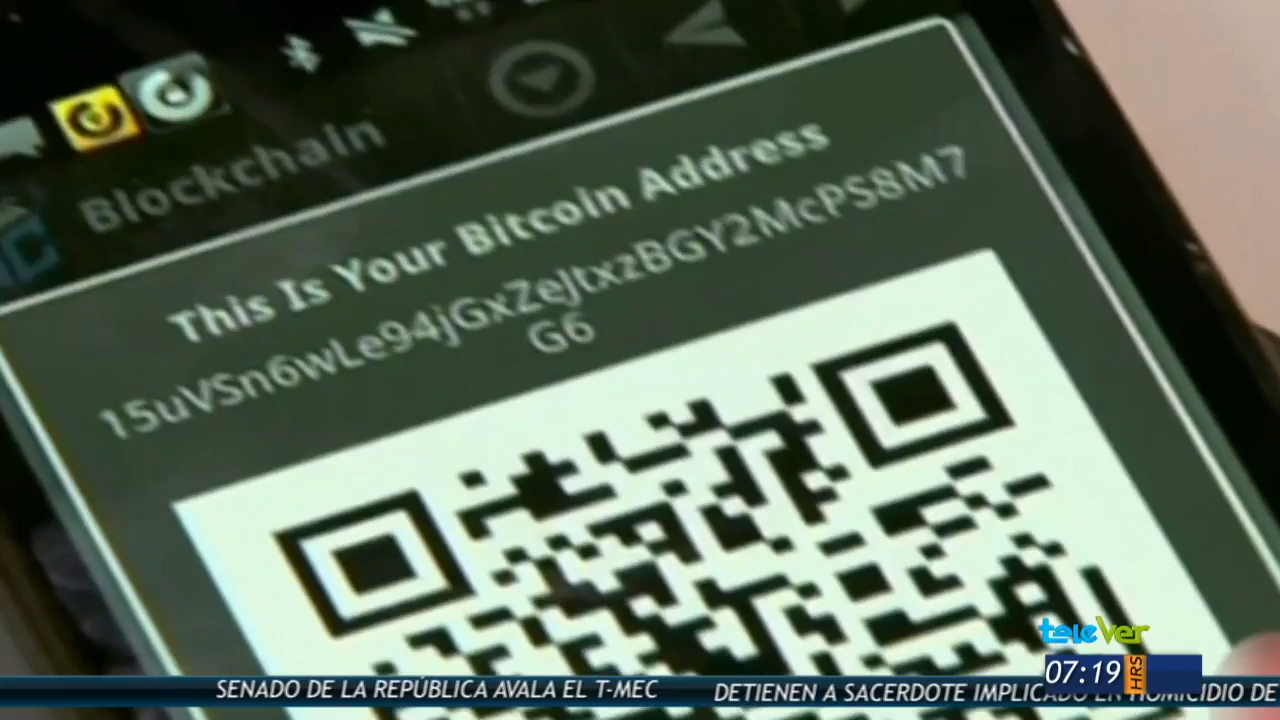 Blockchain
This Is Your Bitcoin Address
15uVSn6wLe94jGxZeJtxzBGY2McPS8M7
G6
teleVer
07:19 HRS
SENADO DE LA REPÚBLICA AVALA EL T-MEC DETIENEN A SACERDOTE IMPLICADO EN HOMICIDIO DE